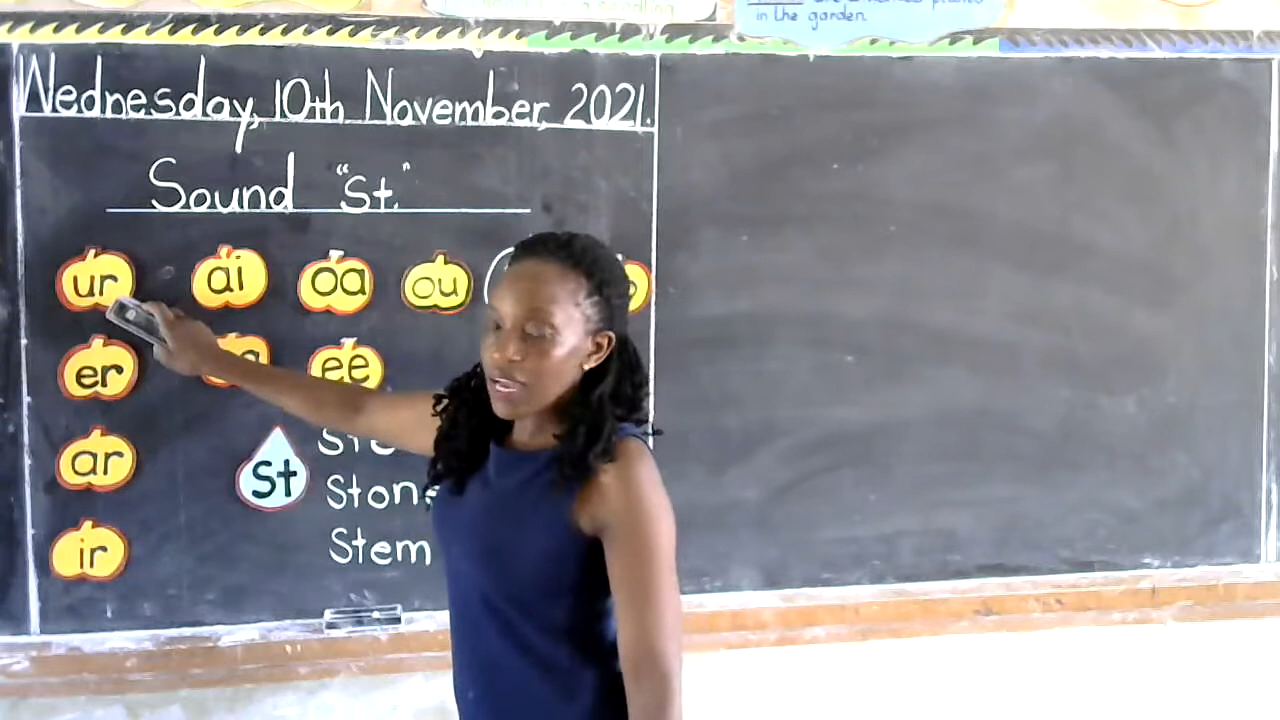 in the garden
Wednesday, 10th November, 2021.
Sound "St."
ur ai oa ou
er ee
ar
St
Stem
ir